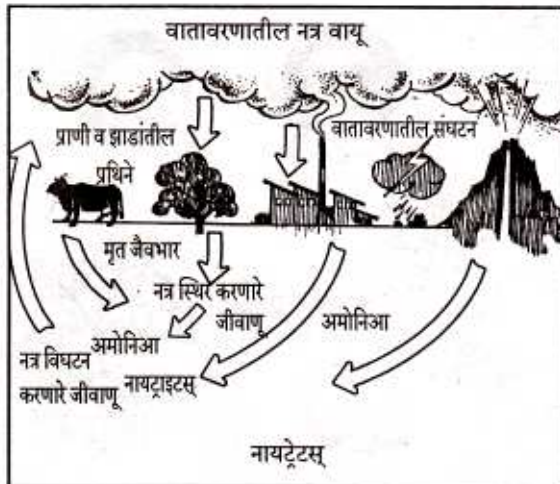 वातावरणातील नत्र वायू
प्राणी व झाडांतील
प्रथिने
वातावरणातील संघटन
मृत जैवभार
नत्र स्थिर करणारे
जीवाणू
अमोनिआ
अमोनिआ
नत्र विघटन
करणारे जीवाणू
नायट्राइटस्
नायट्रेटस्